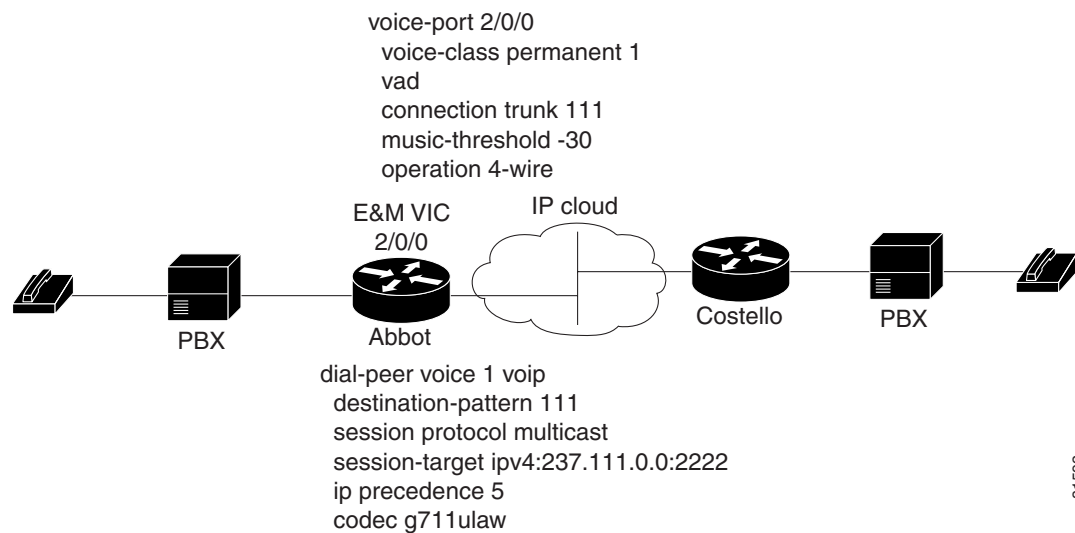 voice-port 2/0/0
voice-class permanent 1
vad
connection trunk 111
music-threshold -30
operation 4-wire
E&M VIC
2/0/0
IP cloud
PBX
Abbot
Costello
PBX
dial-peer voice 1 voip
destination-pattern 111
session protocol multicast
session-target ipv4:237.111.0.0:2222
ip precedence 5
codec g711ulaw